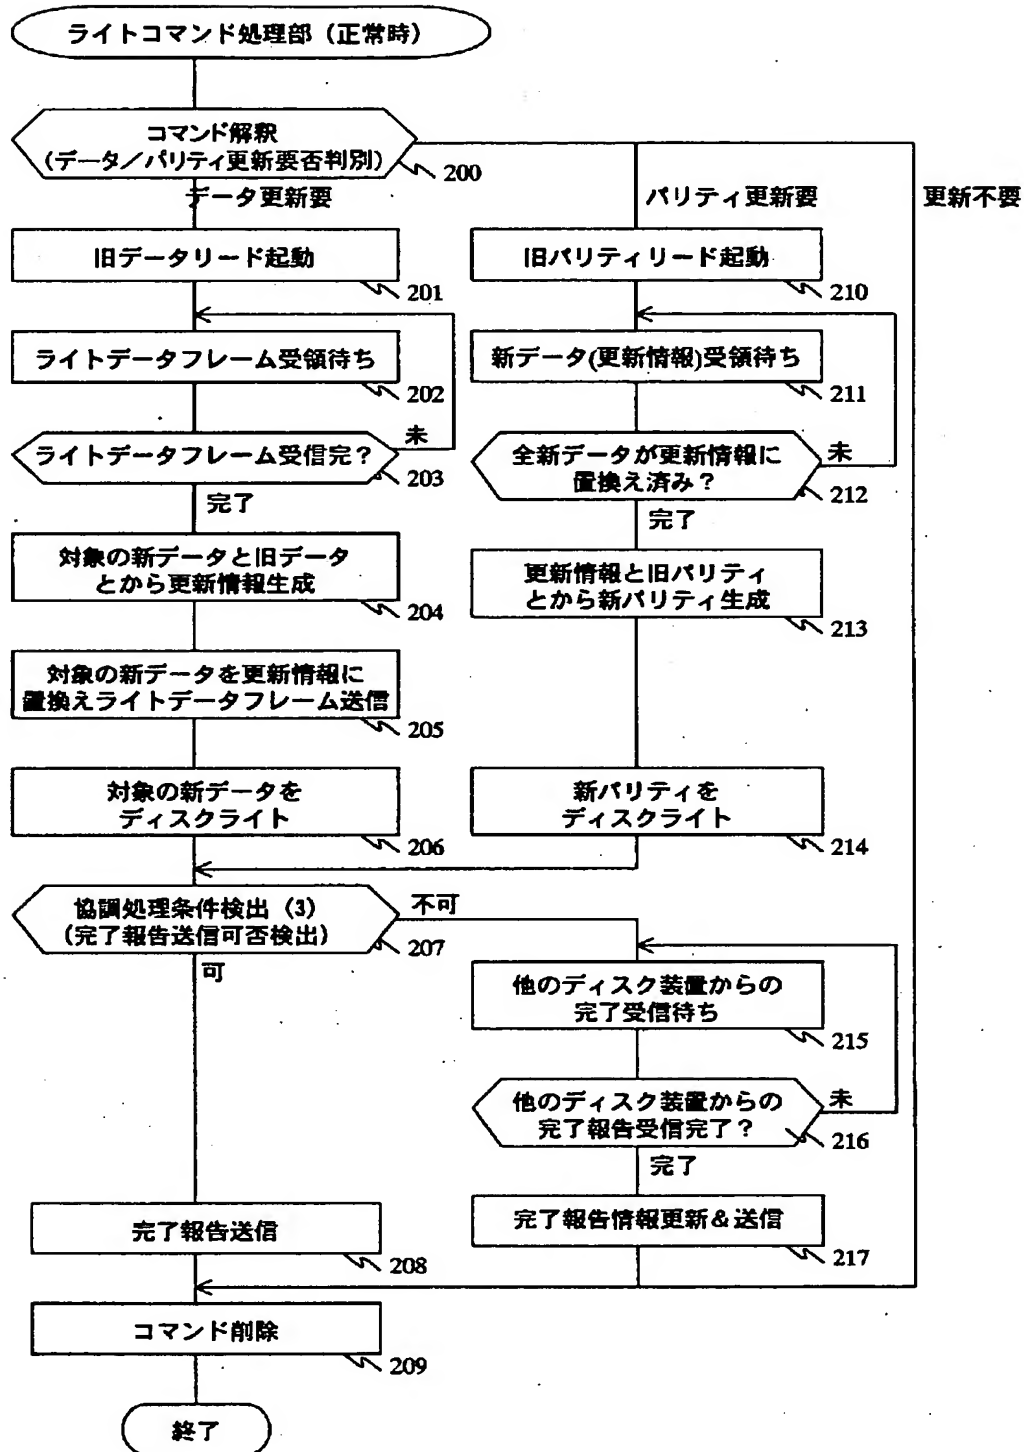 ライトコマンド処理部（正常時）
コマンド解釈
（データ／パリティ更新要否判別）
200
データ更新要
パリティ更新要
更新不要
旧データリード起動
201
旧パリティリード起動
210
ライトデータフレーム受領待ち
202
新データ(更新情報)受領待ち
211
ライトデータフレーム受信完？
未
203
完了
全新データが更新情報に
置換え済み？
未
212
完了
対象の新データと旧データ
とから更新情報生成
204
更新情報と旧パリティ
とから新パリティ生成
213
対象の新データを更新情報に
置換えライトデータフレーム送信
205
対象の新データを
ディスクライト
206
新パリティを
ディスクライト
214
協調処理条件検出（3）
（完了報告送信可否検出）
不可
207
可
他のディスク装置からの
完了受信待ち
215
他のディスク装置からの
完了報告受信完了？
未
216
完了
完了報告送信
208
完了報告情報更新＆送信
217
コマンド削除
209
終了